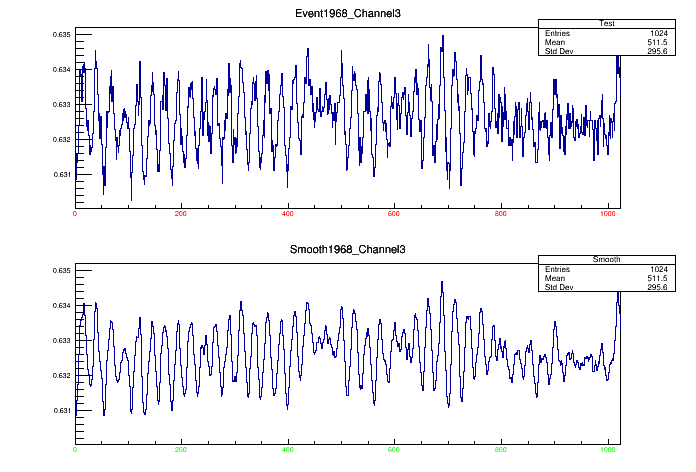 Event1968_Channel3
Test
Entries 1024
Mean 511.5
Std Dev 295.6
0.635
0.634
0.633
0.632
0.631
0 200 400 600 800 1000
Smooth1968_Channel3
Smooth
Entries 1024
Mean 511.5
Std Dev 295.6
0.635
0.634
0.633
0.632
0.631
0 200 400 600 800 1000